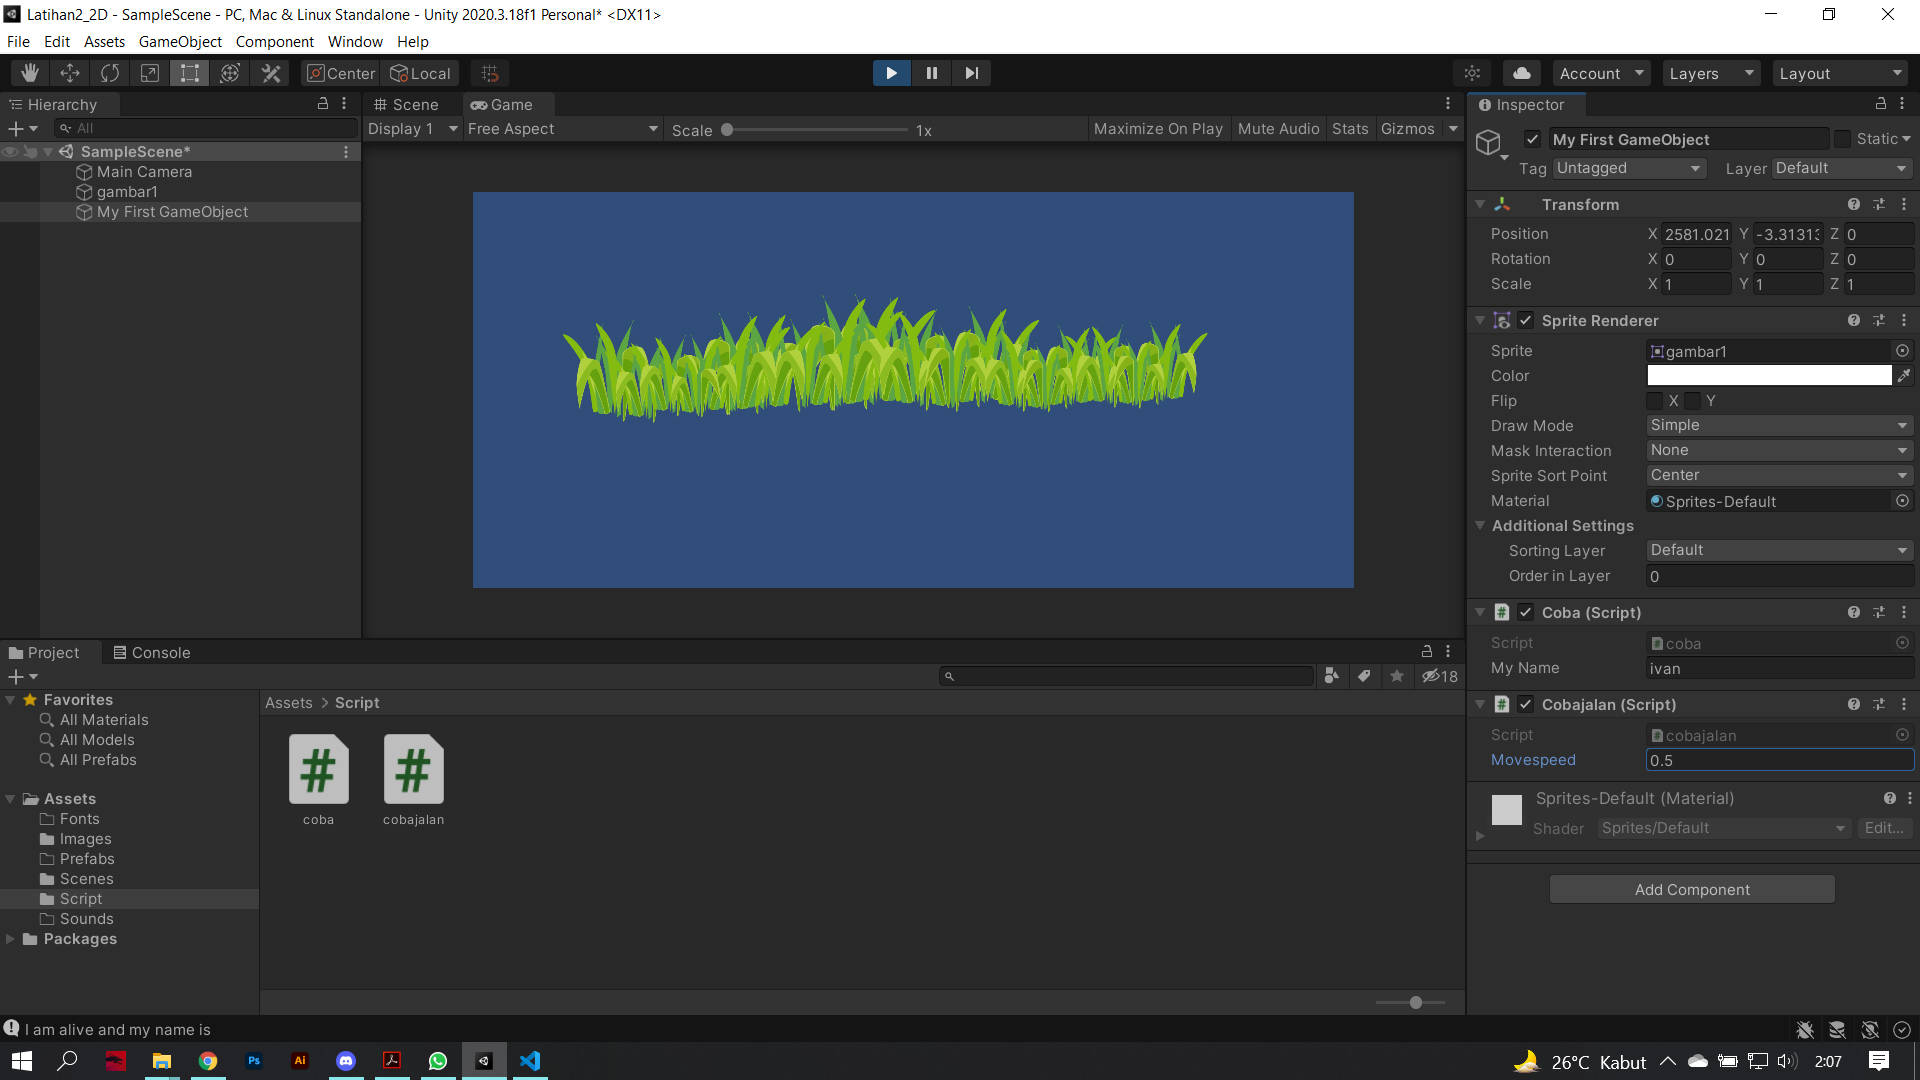 Latihan2_2D - SampleScene - PC, Mac & Linux Standalone - Unity 2020.3.18f1 Personal* <DX11>
File Edit Assets GameObject Component Window Help
Center Local Account Layers Layout
Hierarchy
All
SampleScene*
Main Camera
gambar1
My First GameObject
Scene Game
Display 1 Free Aspect Scale 1x Maximize On Play Mute Audio Stats Gizmos
Inspector
My First GameObject Static
Tag Untagged Layer Default
Transform
Position X 2581.021 Y -3.3131 Z 0
Rotation X 0 Y 0 Z 0
Scale X 1 Y 1 Z 1
Sprite Renderer
Sprite gambar1
Color
Flip X Y
Draw Mode Simple
Mask Interaction None
Sprite Sort Point Center
Material Sprites-Default
Additional Settings
Sorting Layer Default
Order in Layer 0
Coba (Script)
Script coba
My Name ivan
Cobajalan (Script)
Script cobajalan
Movespeed 0.5
Sprites-Default (Material)
Shader Sprites/Default Edit...
Add Component
Project Console
18
Favorites
All Materials
All Models
All Prefabs
Assets
Fonts
Images
Prefabs
Scenes
Script
Sounds
Packages
Assets > Script
coba
cobajalan
I am alive and my name is
Ps Ai
26°C Kabut 2:07